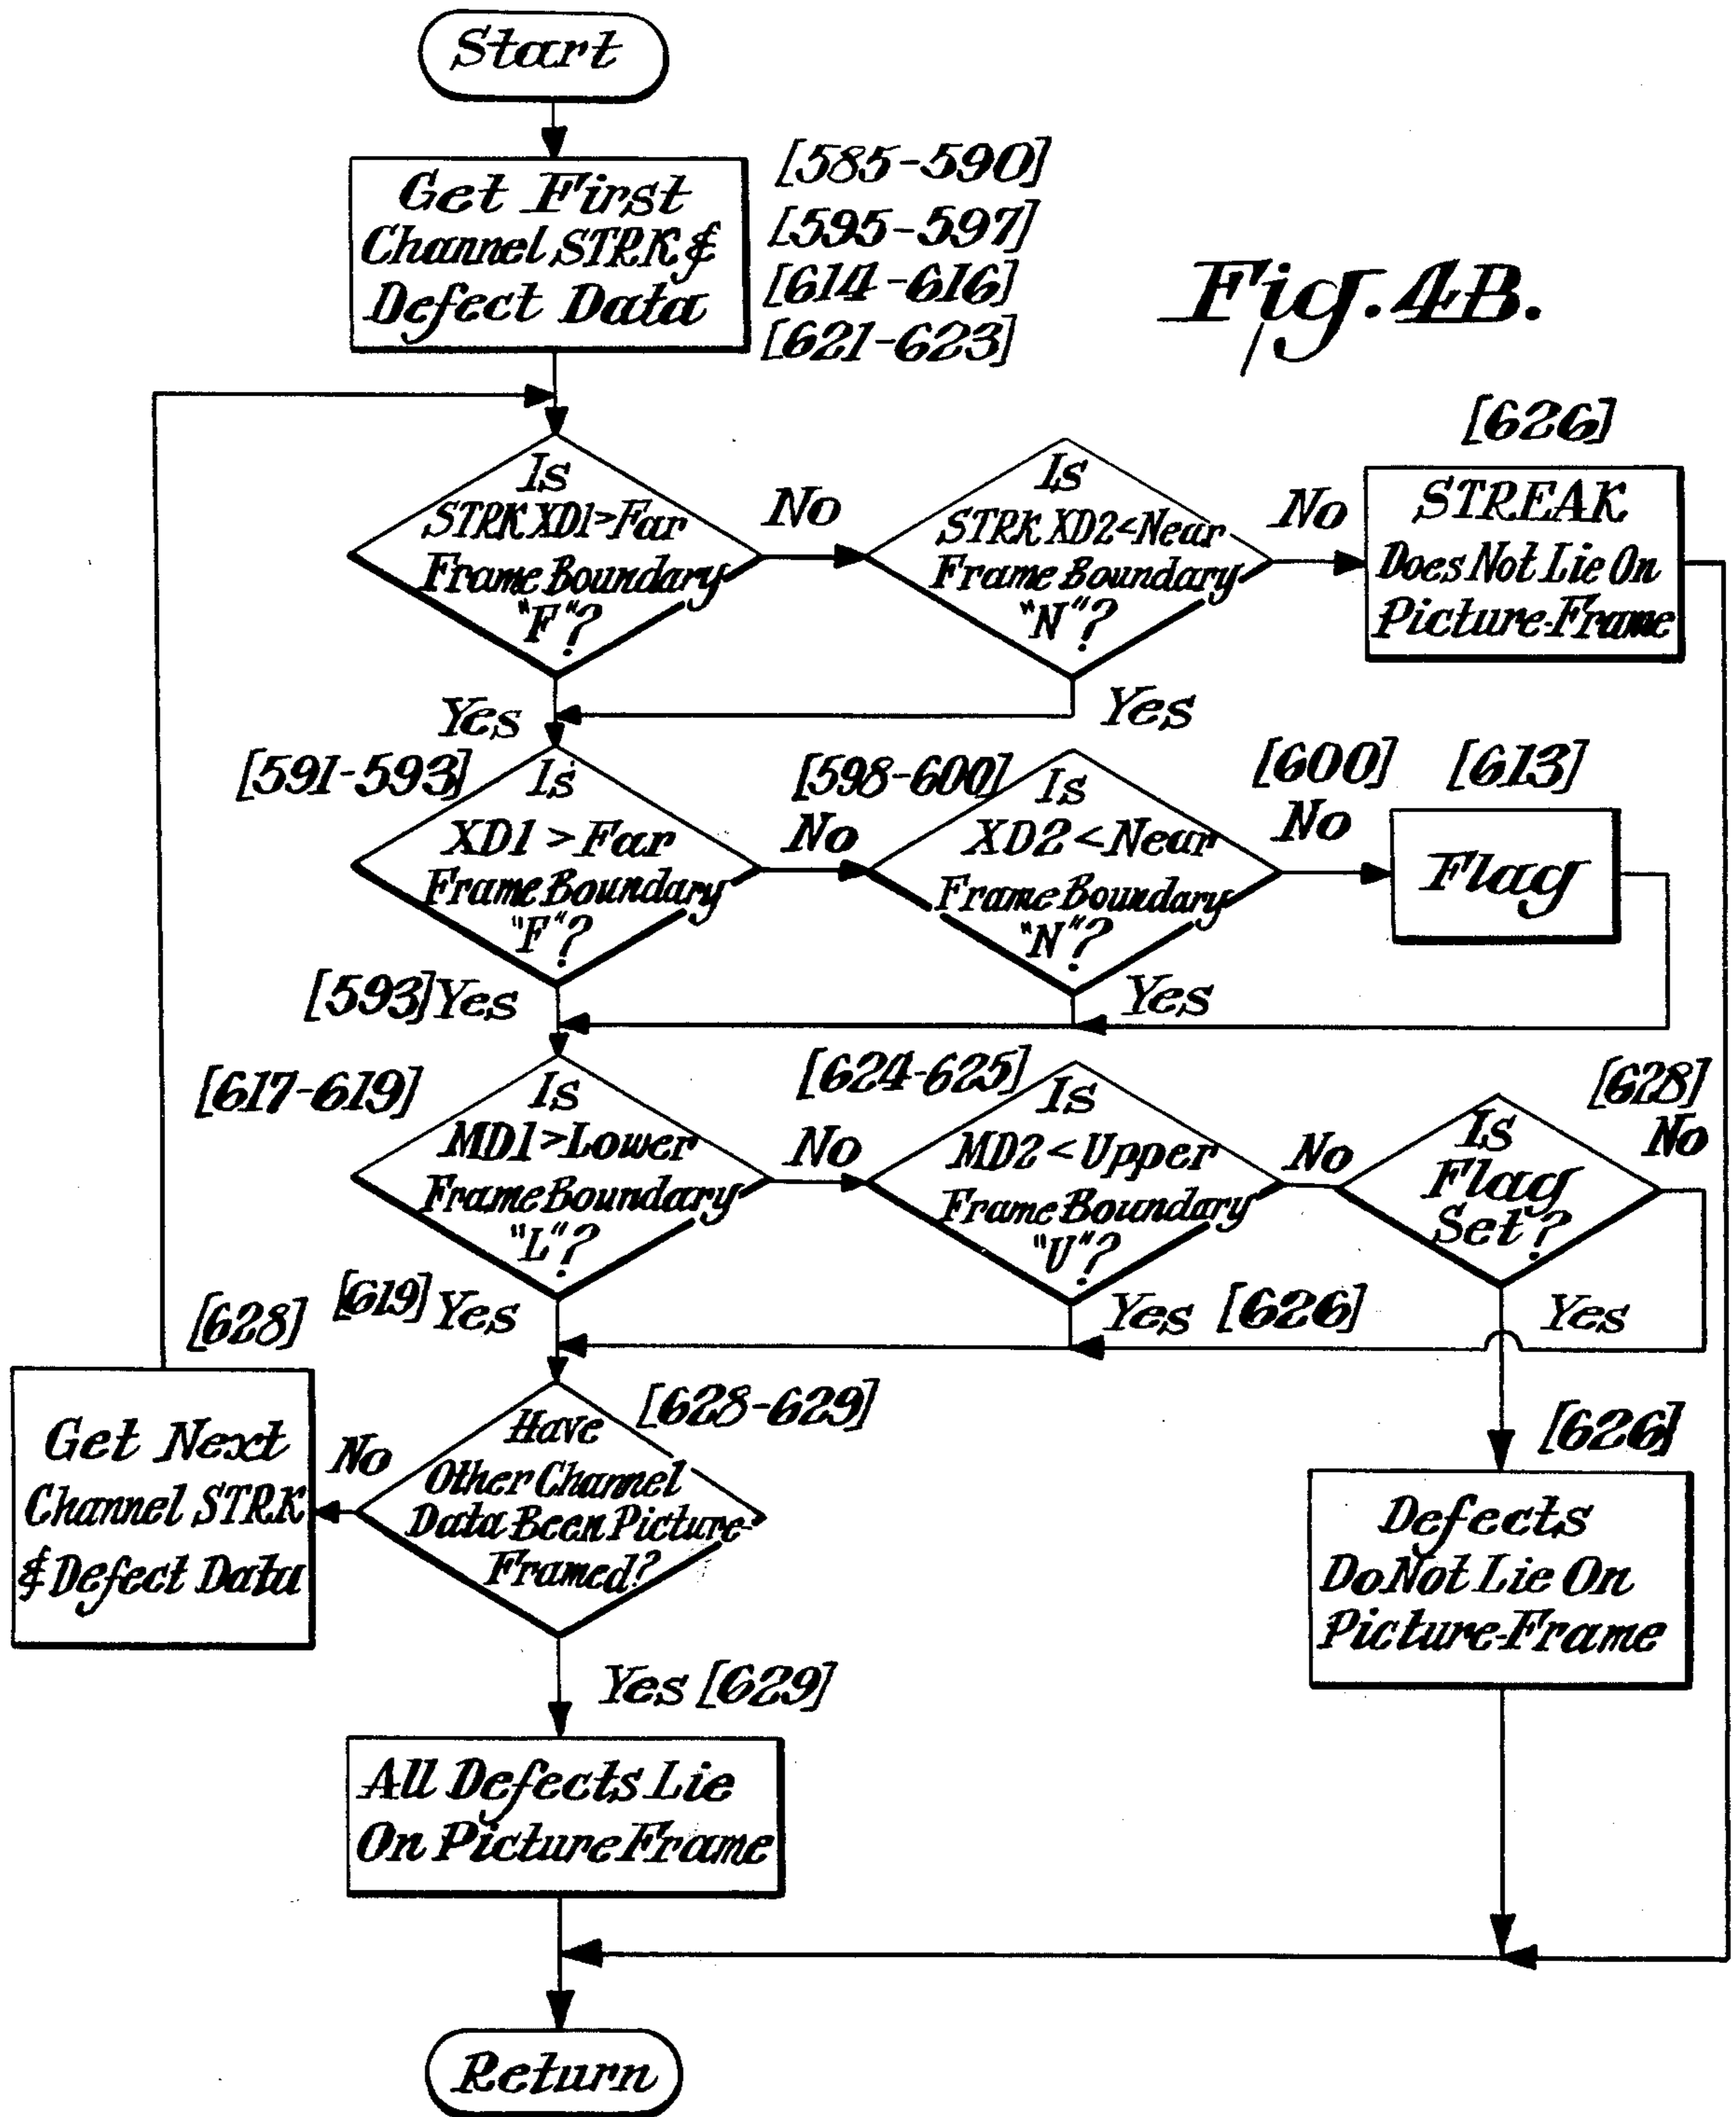 Start
Get First
Channel STRK &
Defect Data
[585-590]
[595-597]
[614-616]
[621-623]
Fig. 4B.
Is
STRK XD1>Far
Frame Boundary
"F"?
No
Is
STRK XD2<Near
Frame Boundary
"N"?
No
[626]
STREAK
Does Not Lie On
Picture-Frame
Yes
Yes
[591-593]
Is
XD1>Far
Frame Boundary
"F"?
No
[598-600]
Is
XD2<Near
Frame Boundary
"N"?
[600]
No
[613]
Flag
[593] Yes
Yes
[617-619]
Is
MD1>Lower
Frame Boundary
"L"?
No
[624-625]
Is
MD2<Upper
Frame Boundary
"U"?
No
Is
Flag
Set?
[628]
No
[619] Yes
Yes [626]
Yes
[628]
Get Next
Channel STRK
& Defect Data
No
[628-629]
Have
Other Channel
Data Been Picture-
Framed?
[626]
Defects
Do Not Lie On
Picture-Frame
Yes [629]
All Defects Lie
On Picture Frame
Return